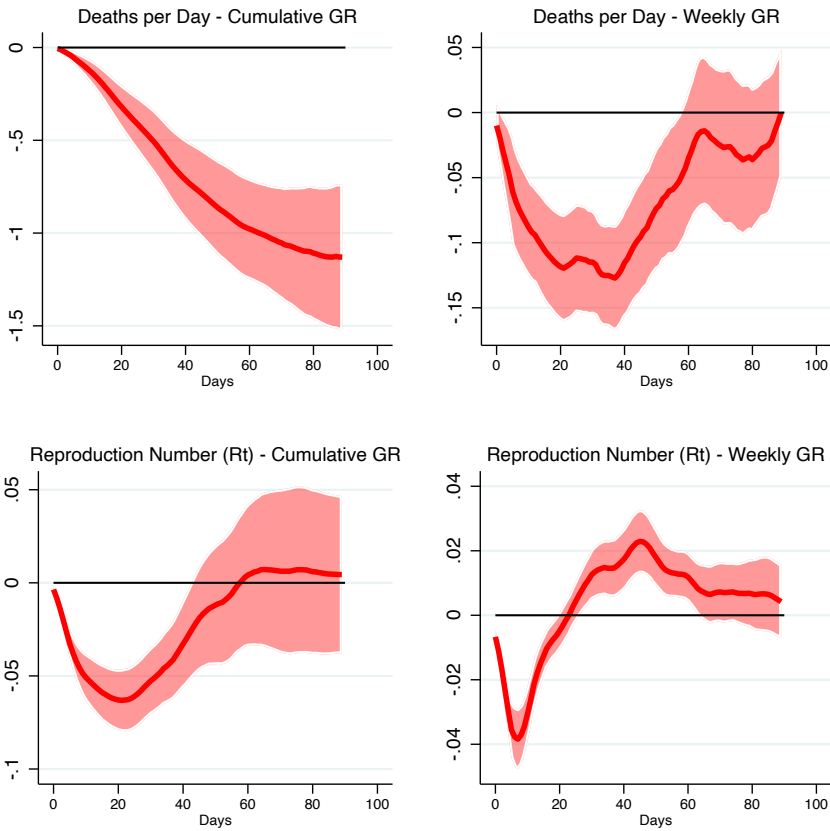 Deaths per Day - Cumulative GR
0
-.5
-1
-1.5
0 20 40 60 80 100
Days
Deaths per Day - Weekly GR
.05
0
-.05
-.1
-.15
0 20 40 60 80 100
Days
Reproduction Number (Rt) - Cumulative GR
.05
0
-.05
-.1
0 20 40 60 80 100
Days
Reproduction Number (Rt) - Weekly GR
.04
.02
0
-.02
-.04
0 20 40 60 80 100
Days